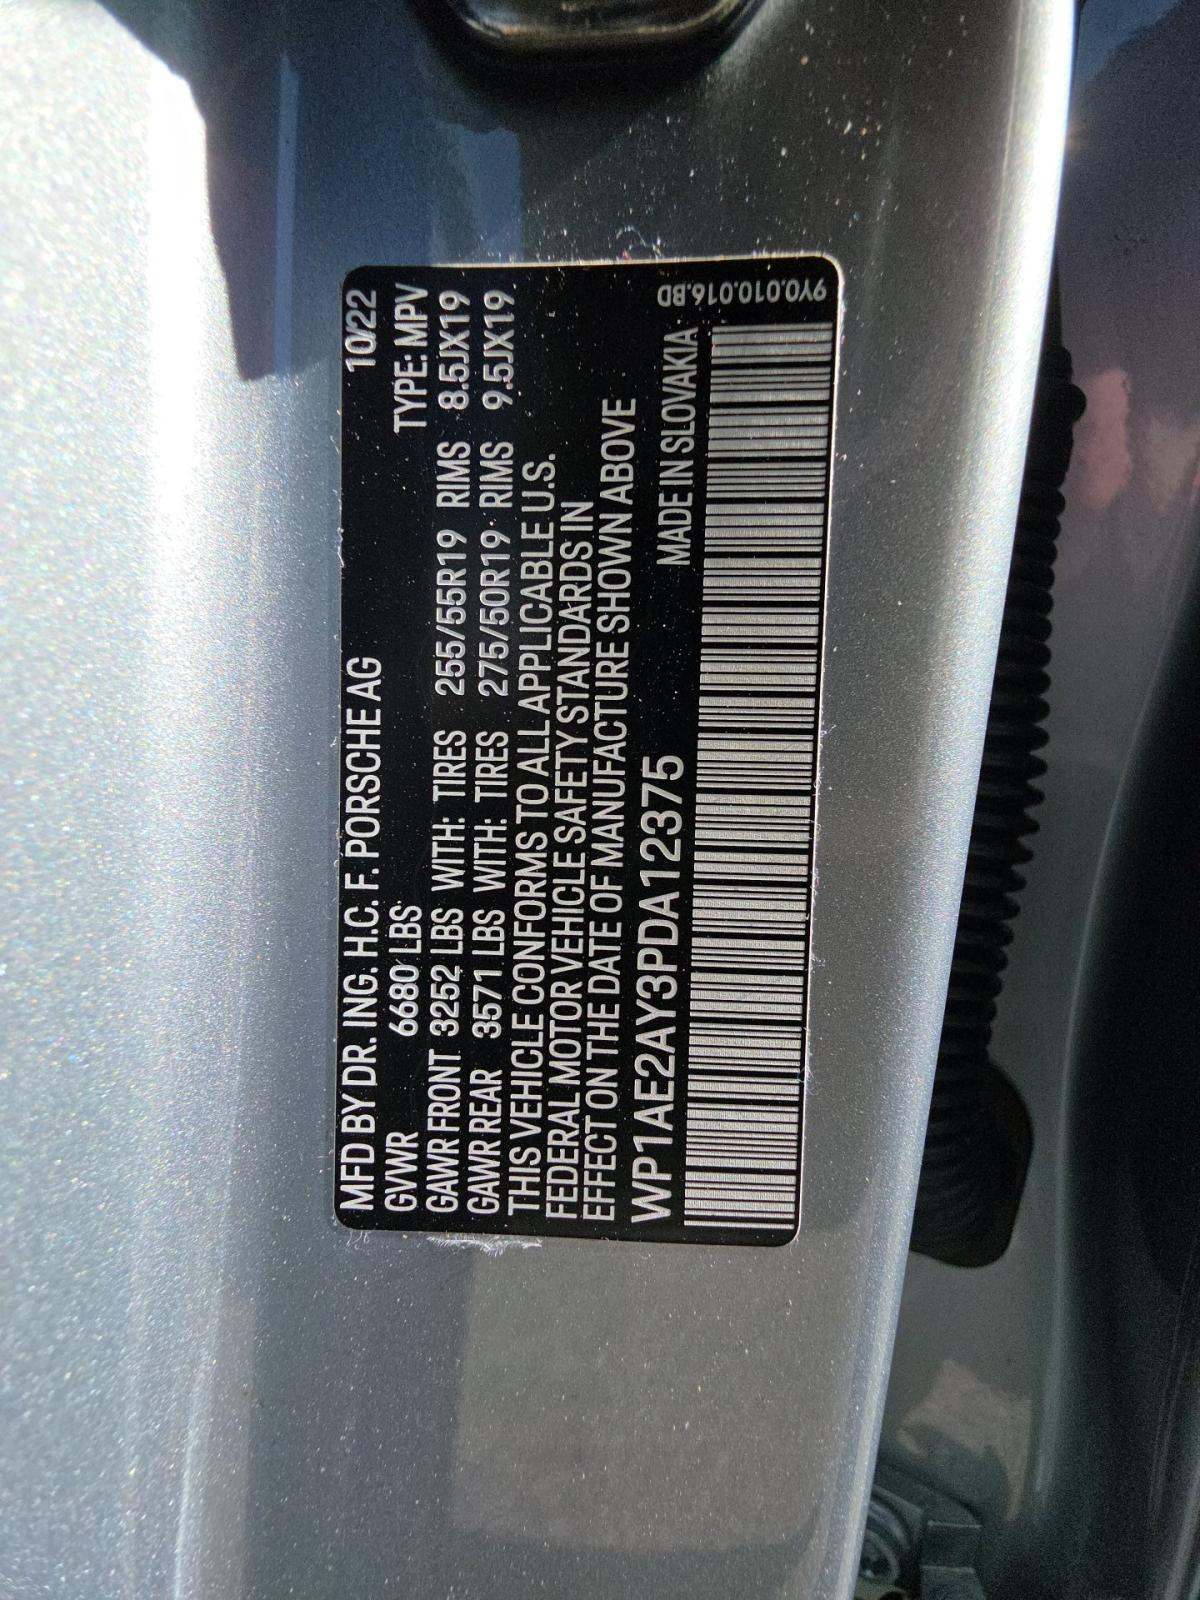 MFD BY DR. ING. H.C. F. PORSCHE AG 10/22
GVWR 6680 LBS. TYPE: MPV
GAWR FRONT 3252 LBS WITH: TIRES 255/55R19 RIMS 8.5JX19
GAWR REAR 3571 LBS WITH: TIRES 275/50R19 RIMS 9.5JX19
THIS VEHICLE CONFORMS TO ALL APPLICABLE U.S.
FEDERAL MOTOR VEHICLE SAFETY STANDARDS IN
EFFECT ON THE DATE OF MANUFACTURE SHOWN ABOVE
WP1AE2AY3PDA12375 MADE IN SLOVAKIA
9Y0.010.016.BD